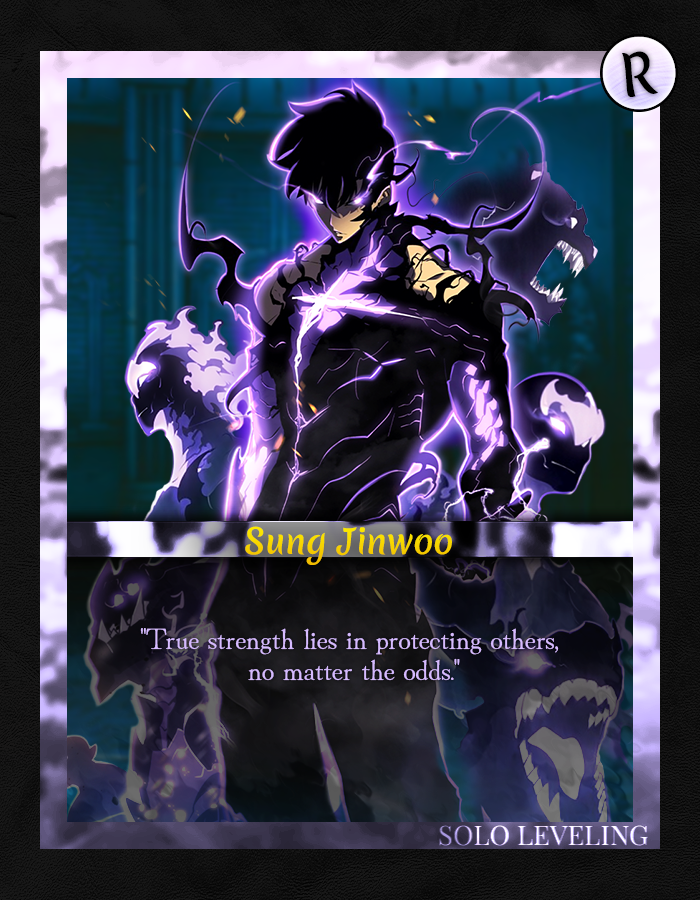 R
Sung Jinwoo
"True strength lies in protecting others,
no matter the odds."
SOLO LEVELING